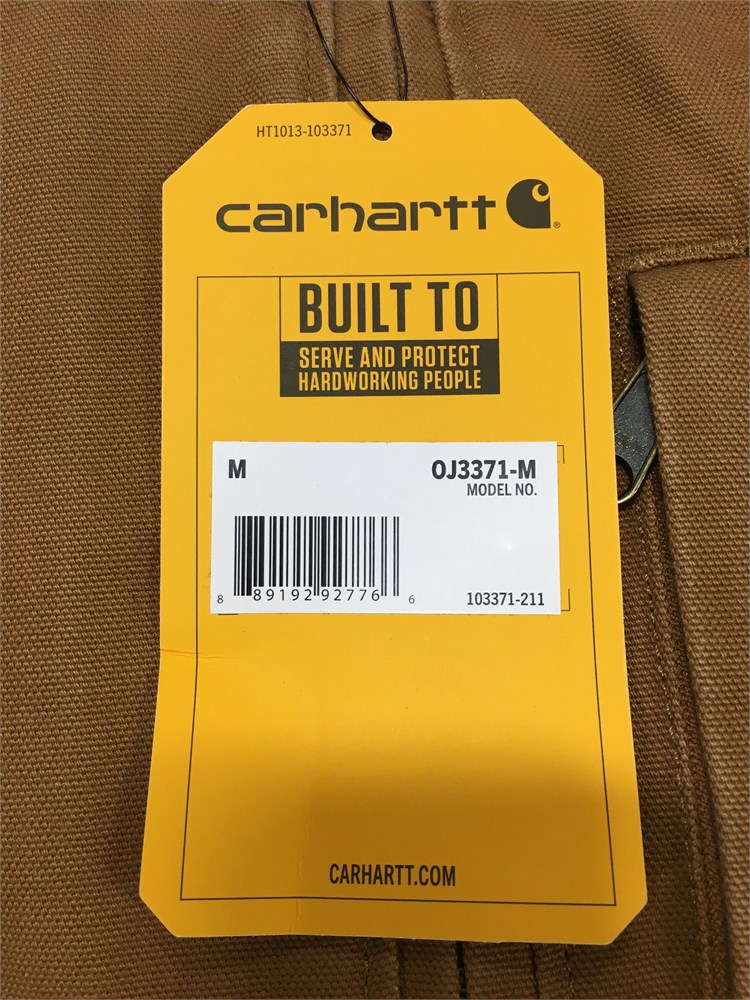 HT1013-103371
carhartt
®
BUILT TO
SERVE AND PROTECT
HARDWORKING PEOPLE
M
OJ3371-M
MODEL NO.
8 89192 92776 6
103371-211
CARHARTT.COM